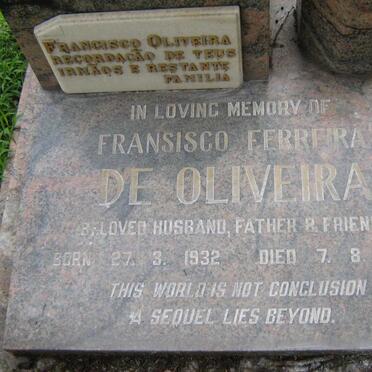 FRANCISCO OLIVEIRA
RECORDAÇÃO DE TEUS
IRMÃOS E RESTANTE
FAMILIA
IN LOVING MEMORY OF
FRANSISCO FERREIRA
DE OLIVEIRA
BELOVED HUSBAND, FATHER & FRIEN
BORN 27. 3. 1932 DIED 7. 8.
THIS WORLD IS NOT CONCLUSION
A SEQUEL LIES BEYOND.